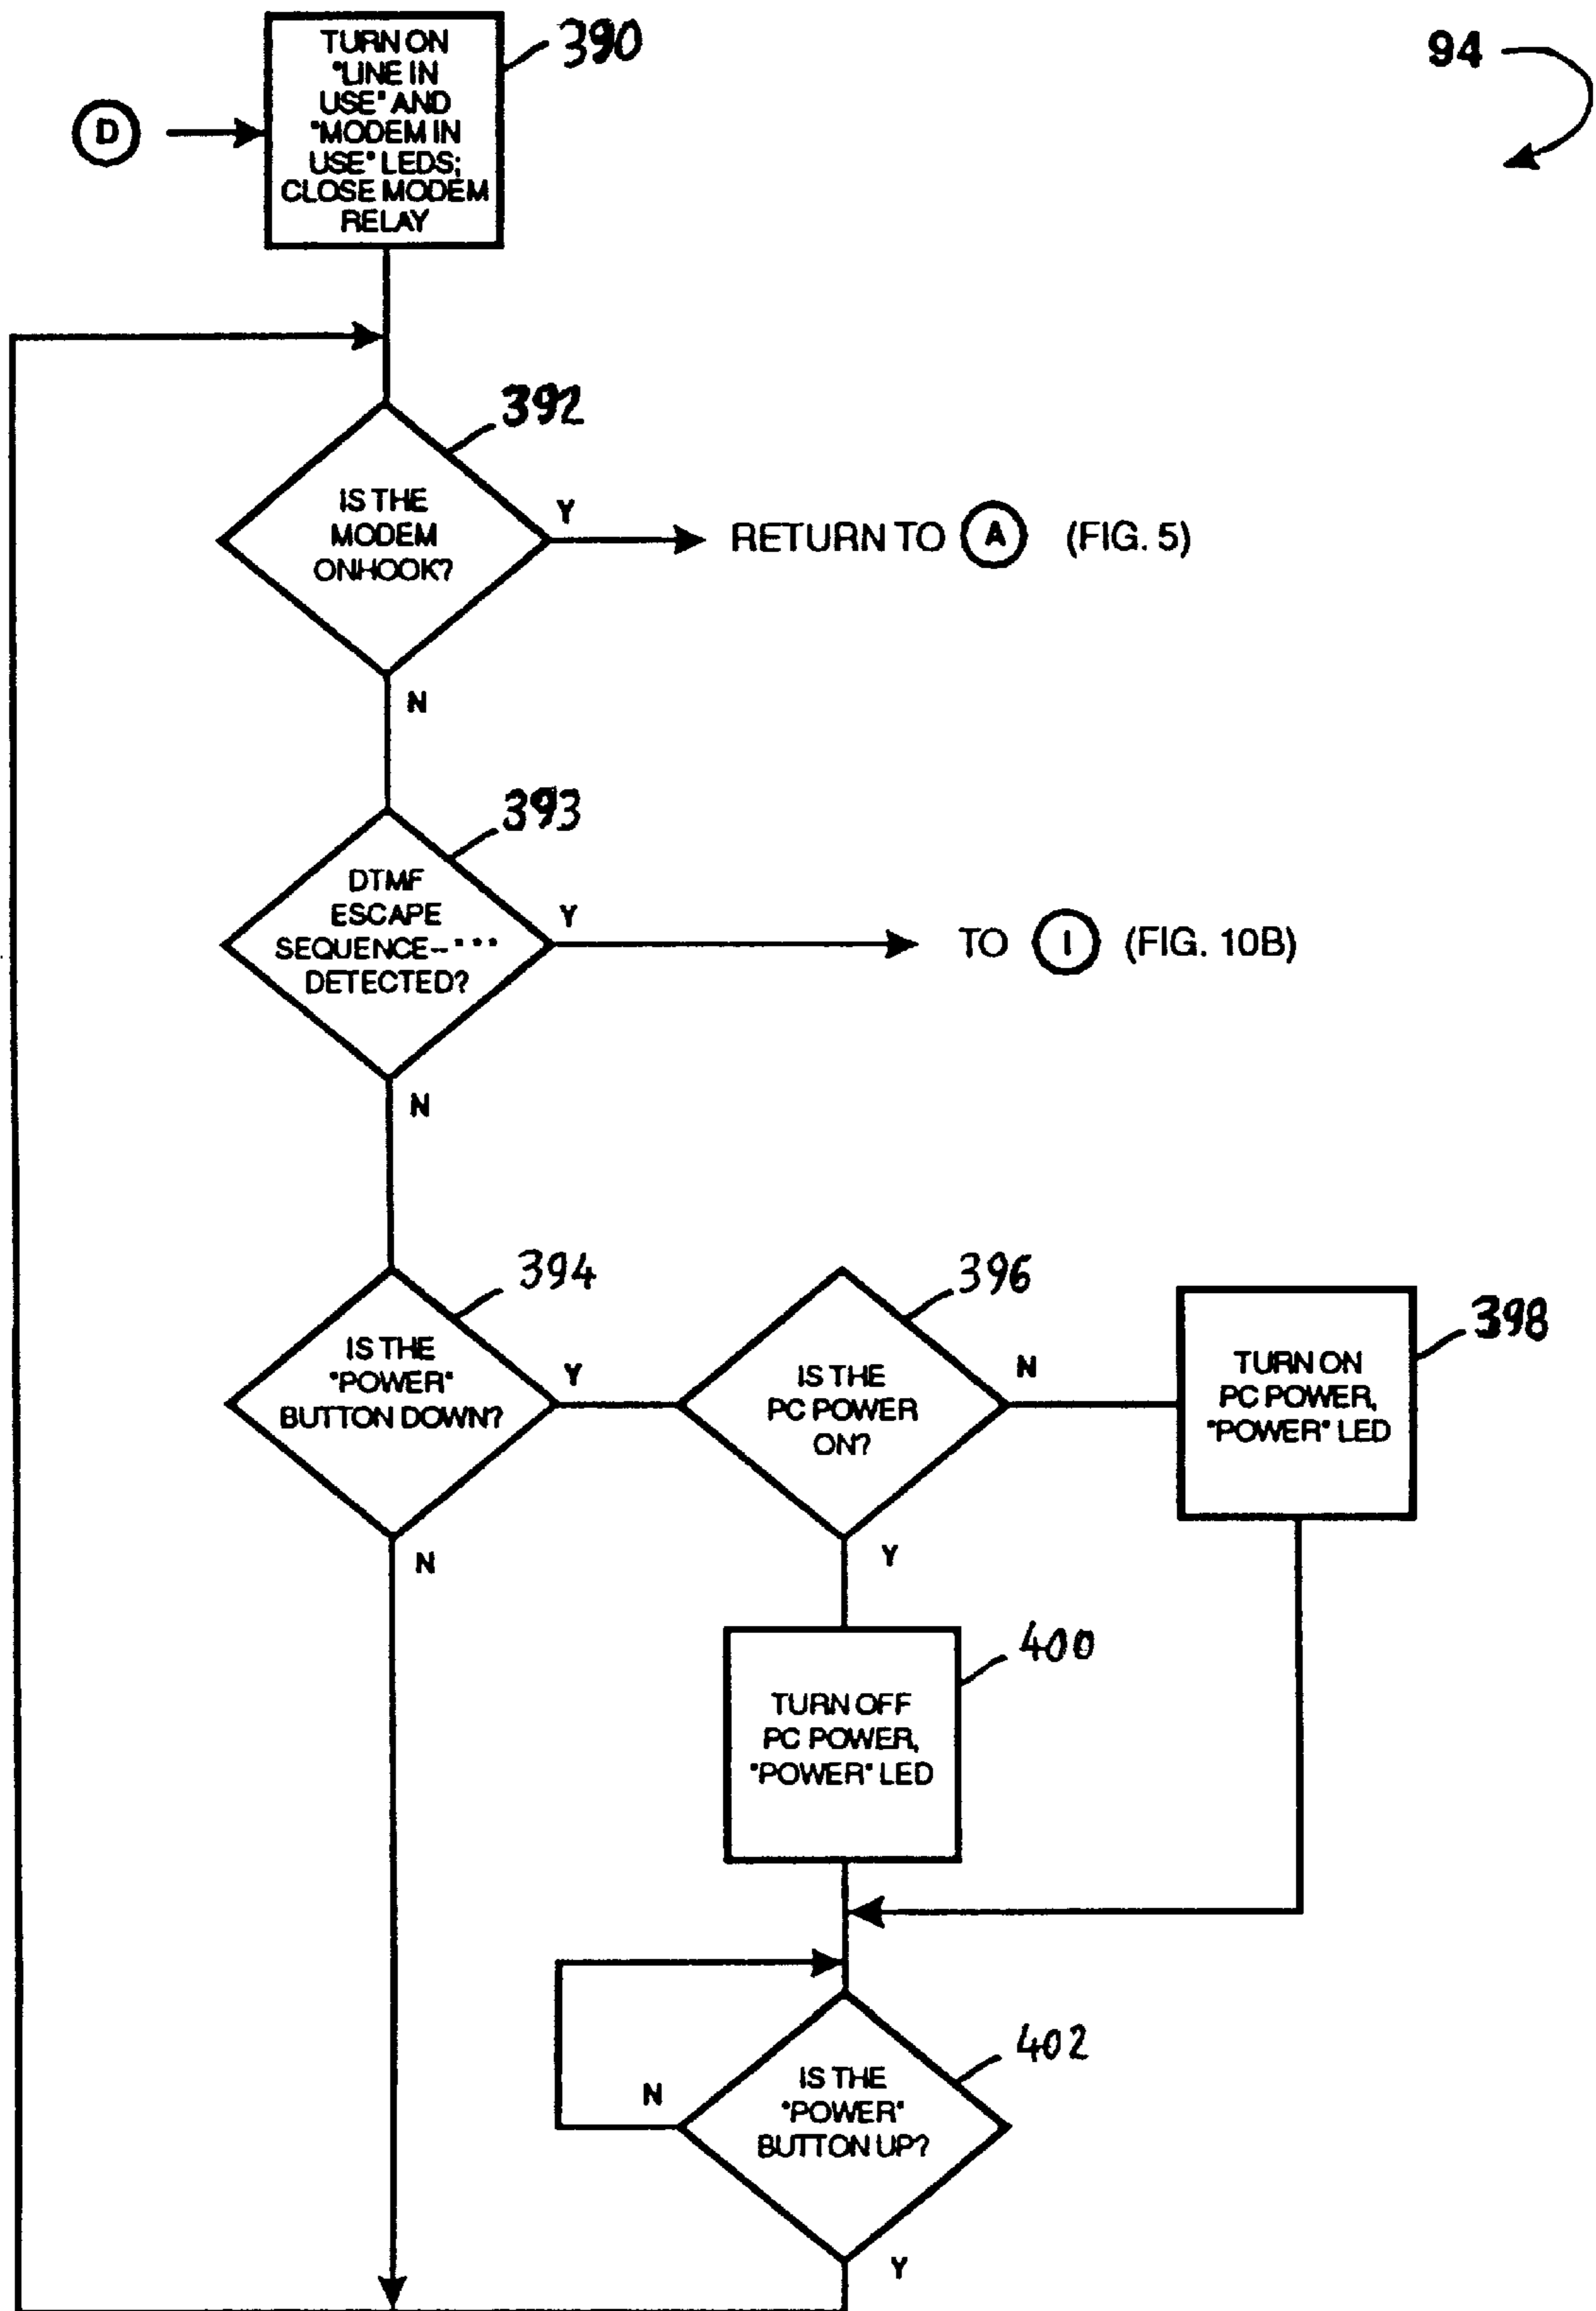 TURN ON
"LINE IN
USE" AND
"MODEM IN
USE" LEDS;
CLOSE MODEM
RELAY
390
94
D
392
IS THE
MODEM
ONHOOK?
Y
RETURN TO A (FIG. 5)
N
393
DTMF
ESCAPE
SEQUENCE--***
DETECTED?
Y
TO I (FIG. 10B)
N
394
IS THE
"POWER"
BUTTON DOWN?
Y
N
396
IS THE
PC POWER
ON?
N
Y
398
TURN ON
PC POWER,
"POWER" LED
400
TURN OFF
PC POWER,
"POWER" LED
402
IS THE
"POWER"
BUTTON UP?
N
Y